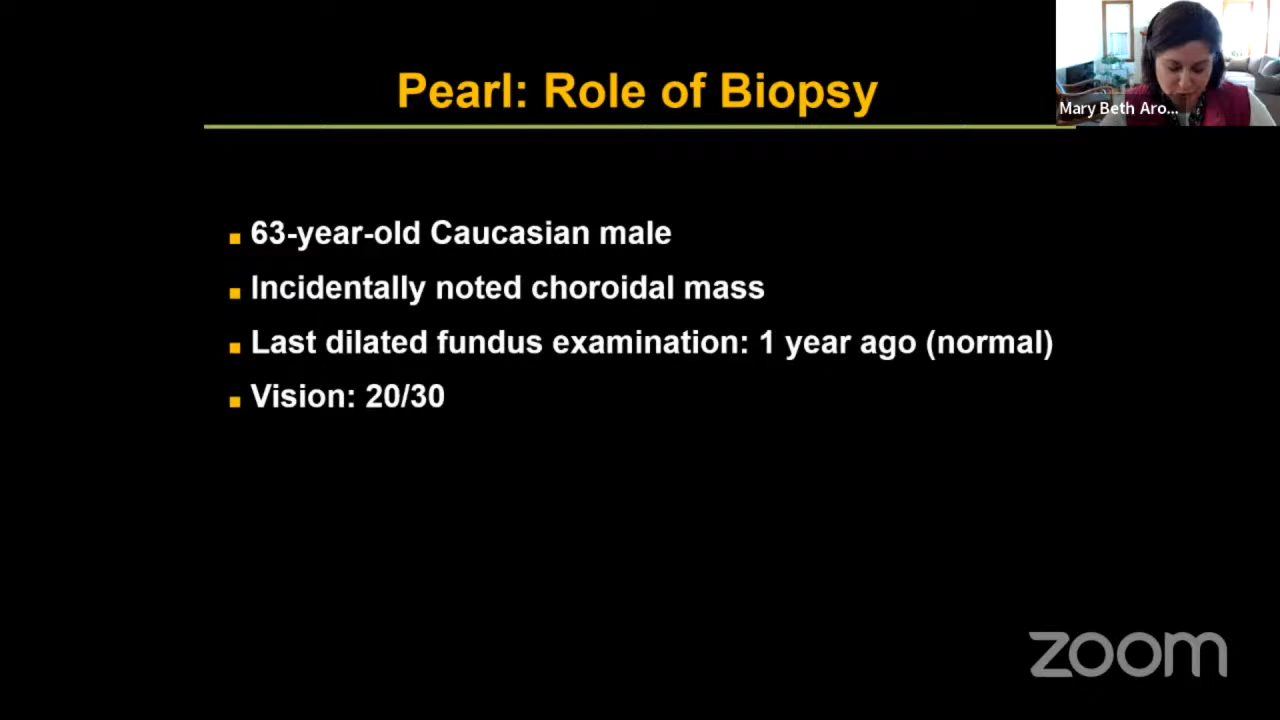 Pearl: Role of Biopsy
Mary Beth Aro...
63-year-old Caucasian male
Incidentally noted choroidal mass
Last dilated fundus examination: 1 year ago (normal)
Vision: 20/30
zoom